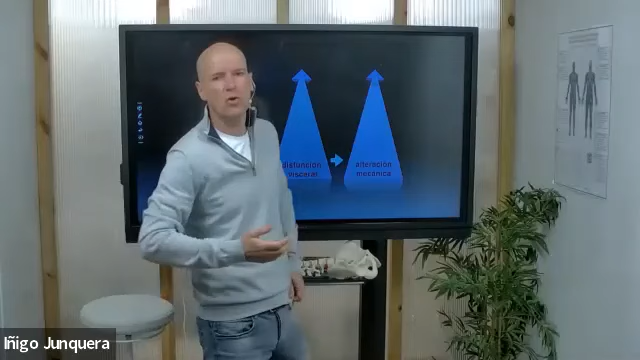 disfunción
visceral
alteración
mecánica
Iñigo Junquera